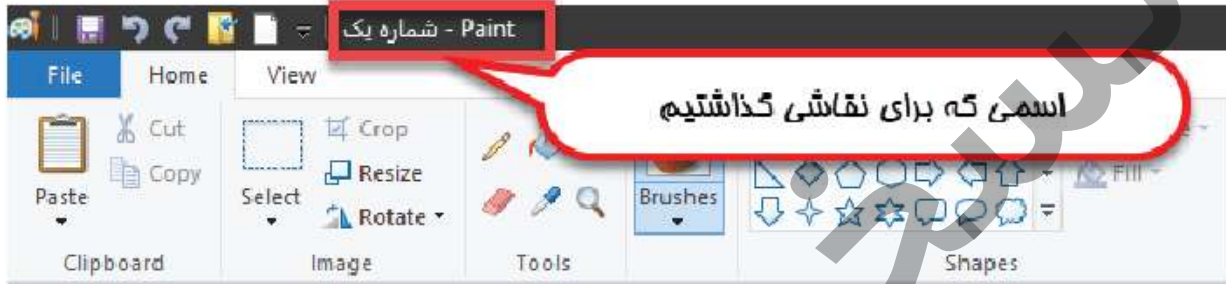 شماره یک - Paint
File Home View
اسمی که برای نقاشی گذاشتیم
Cut Crop
Copy Resize Fill
Paste Select Rotate Brushes
Clipboard Image Tools Shapes